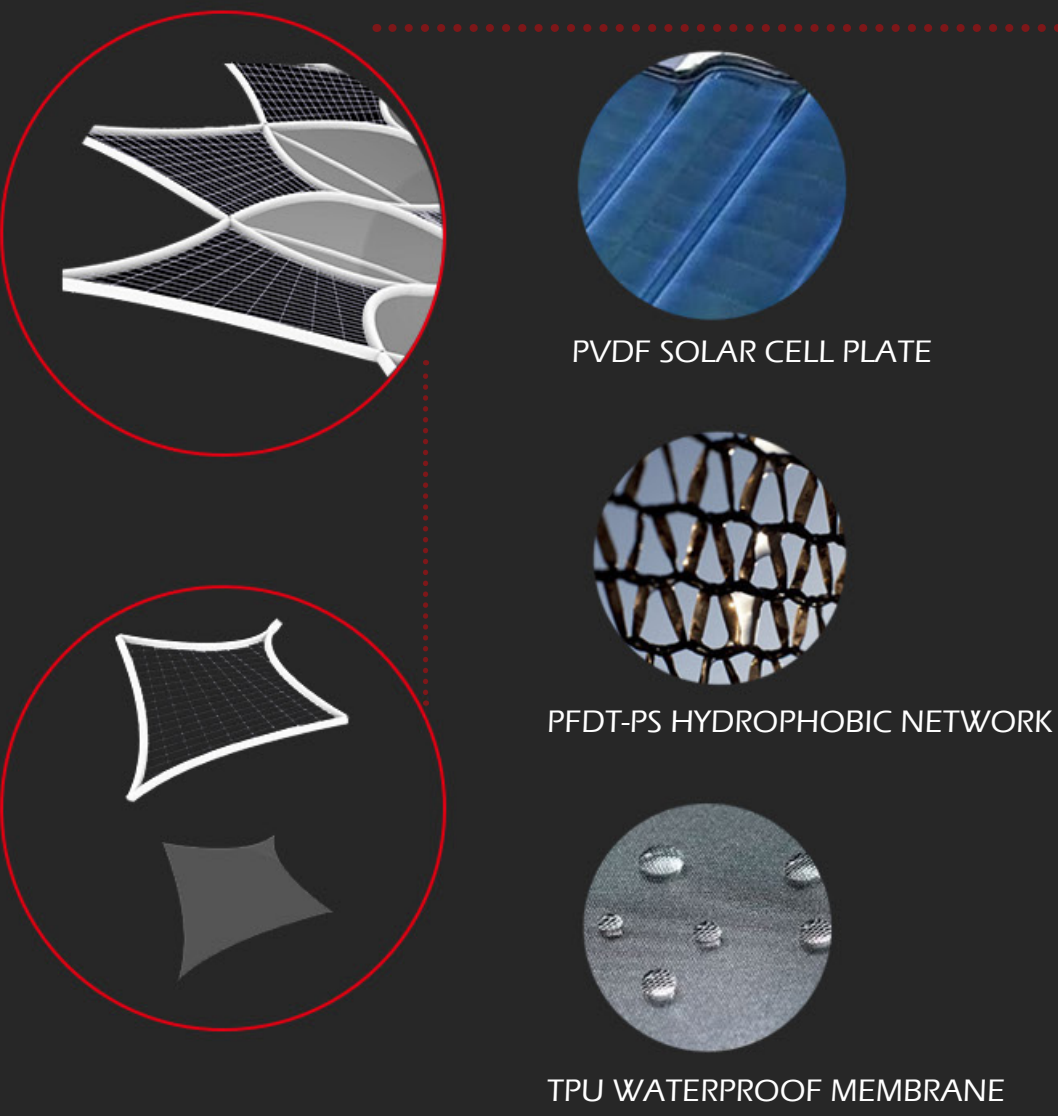 PVDF SOLAR CELL PLATE
PFDT-PS HYDROPHOBIC NETWORK
TPU WATERPROOF MEMBRANE